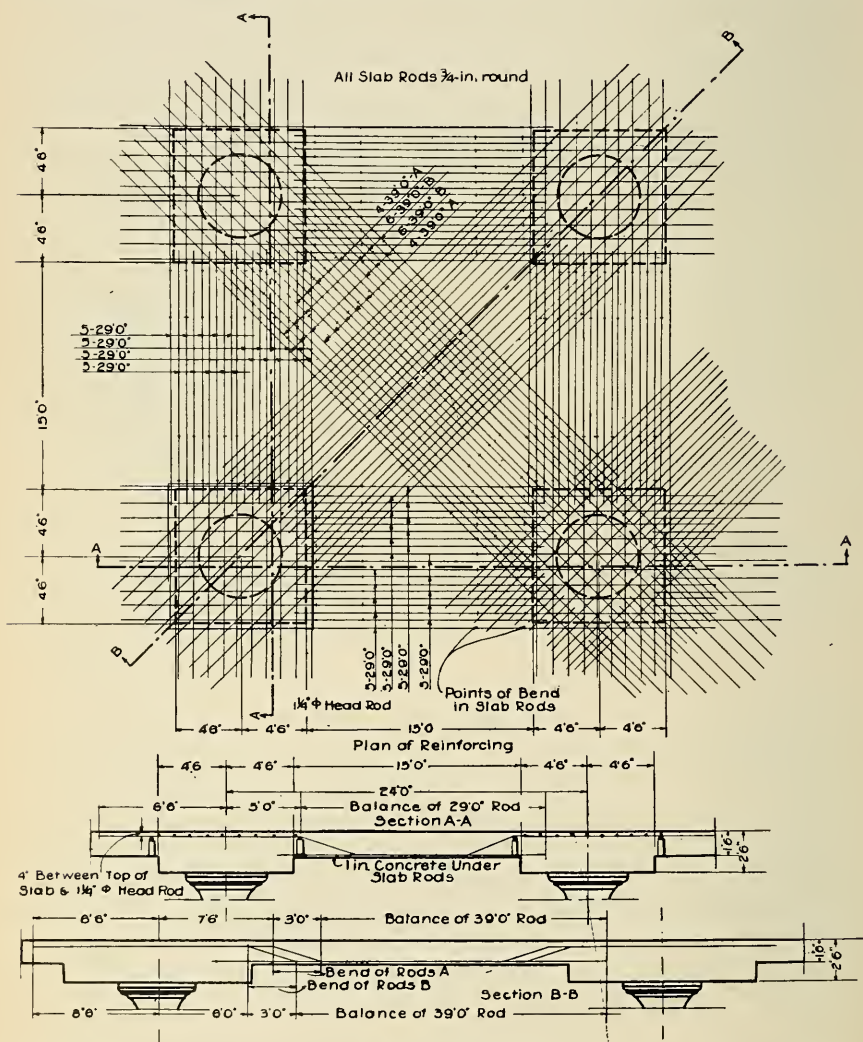 A
B
All Slab Rods ¾-in. round
4'6"
4'6"
15'0"
4'6"
4'6"
4-39'0"-A
6-39'0"-B
6-39'0"-B
4-39'0"A
5-29'0"
5-29'0"
5-29'0"
5-29'0"
A
A
B
A
5-29'0"
5-29'0"
5-29'0"
5-29'0"
1¼" Φ Head Rod
Points of Bend
in Slab Rods
4'6" 4'6" 15'0 4'6" 4'6"
Plan of Reinforcing
4'6 4'6" 15'0" 4'6" 4'6"
24'0"
6'6" 5'0" Balance of 29'0" Rod
Section A-A
1'6"
2'6"
1 in Concrete Under
Slab Rods
4" Between Top of
Slab & 1¼" Φ Head Rod
8'6" 7'6 3'0" Balance of 39'0" Rod
1'6"
2'6"
Bend of Rods A
Bend of Rods B
Section B-B
8'6" 6'0" 3'0" Balance of 39'0" Rod